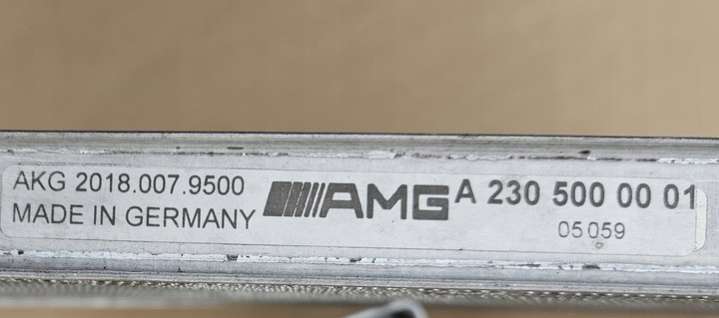 AKG 2018.007.9500
MADE IN GERMANY
AMG
A 230 500 00 01
05059